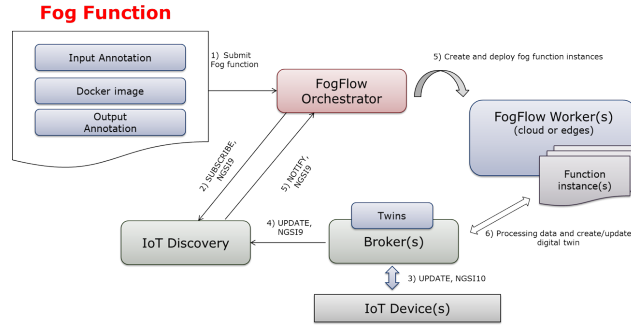 Fog Function
Input Annotation
Docker image
Output
Annotation
1) Submit
Fog function
FogFlow
Orchestrator
5) Create and deploy fog function instances
FogFlow Worker(s)
(cloud or edges)
Function
instance(s)
2) SUBSCRIBE,
NGSI9
5) NOTIFY,
NGSI9
IoT Discovery
4) UPDATE,
NGSI9
Twins
Broker(s)
6) Processing data and create/update
digital twin
3) UPDATE, NGSI10
IoT Device(s)